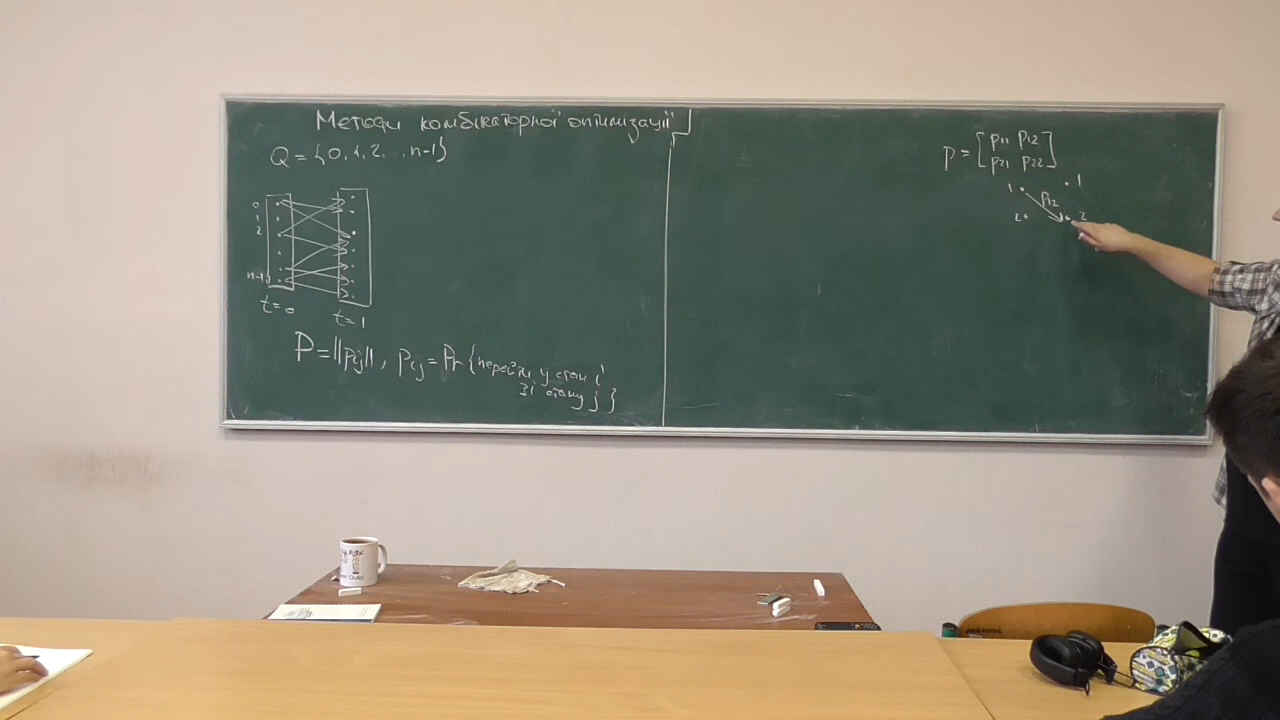 Методи комбінаторної оптимізації
Q = {0, 1, 2, ... n-1}
0
1
2
n-1
t=0
t=1
P = ||pij||, pij = Pr{перейти у стан i
зі стану j}
P = [p11 p12
p21 p22]
1 1
p12
2 2